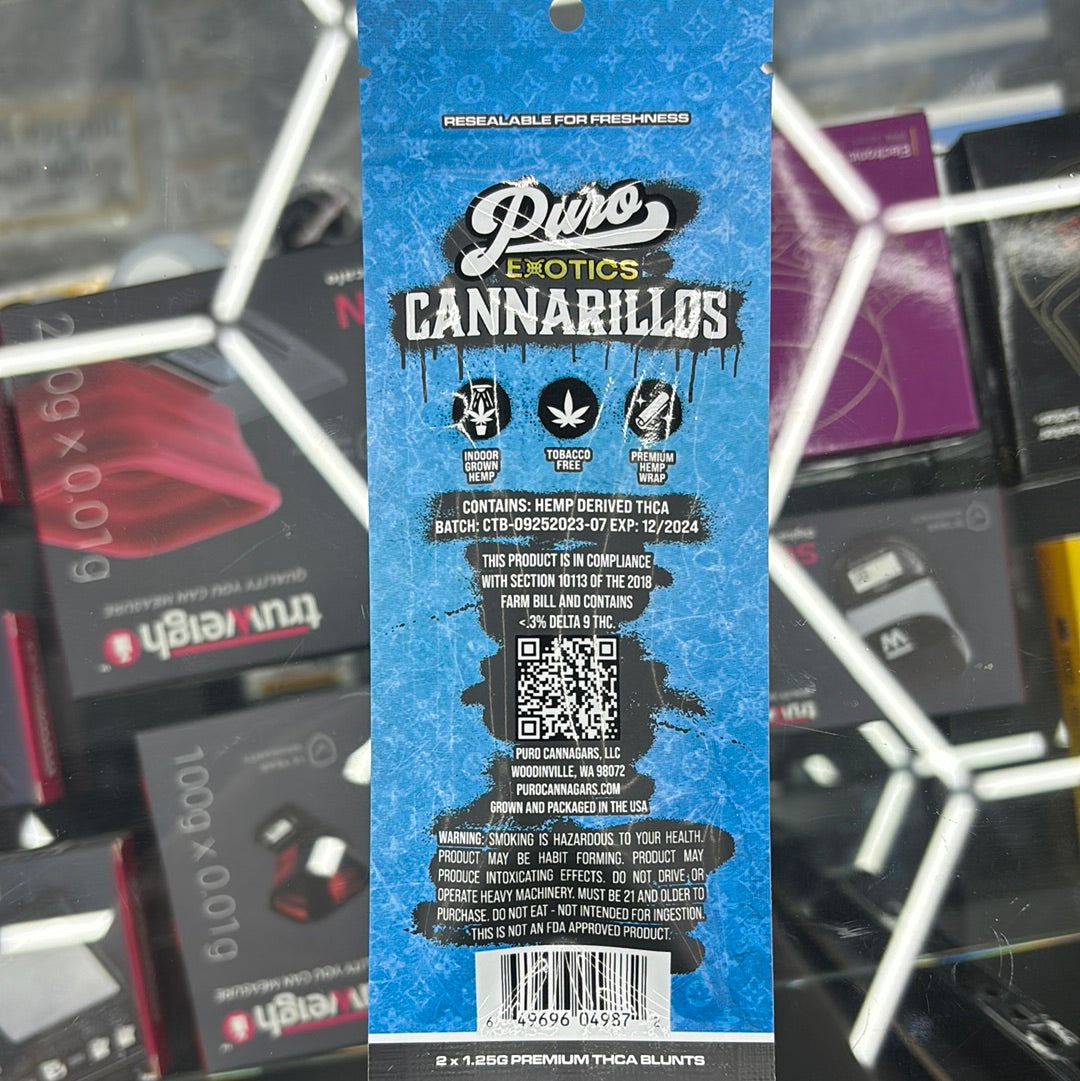 RESEALABLE FOR FRESHNESS
Puro
EXOTICS
CANNARILLOS
INDOOR
GROWN
HEMP
TOBACCO
FREE
PREMIUM
HEMP
WRAP
CONTAINS: HEMP DERIVED THCA
BATCH: CTB-09252023-07 EXP: 12/2024
THIS PRODUCT IS IN COMPLIANCE
WITH SECTION 10113 OF THE 2018
FARM BILL AND CONTAINS
<.3% DELTA 9 THC.
PURO CANNAGARS, LLC
WOODINVILLE, WA 98072
PUROCANNAGARS.COM
GROWN AND PACKAGED IN THE USA
WARNING: SMOKING IS HAZARDOUS TO YOUR HEALTH.
PRODUCT MAY BE HABIT FORMING. PRODUCT MAY
PRODUCE INTOXICATING EFFECTS. DO NOT DRIVE OR
OPERATE HEAVY MACHINERY. MUST BE 21 AND OLDER TO
PURCHASE. DO NOT EAT - NOT INTENDED FOR INGESTION.
THIS IS NOT AN FDA APPROVED PRODUCT.
6 49696 04987 2
2 x 1.25G PREMIUM THCA BLUNTS
QUALITY YOU CAN MEASURE
truWeigh
100g x 0.01g
QUALITY YOU CAN MEASURE
truWeigh